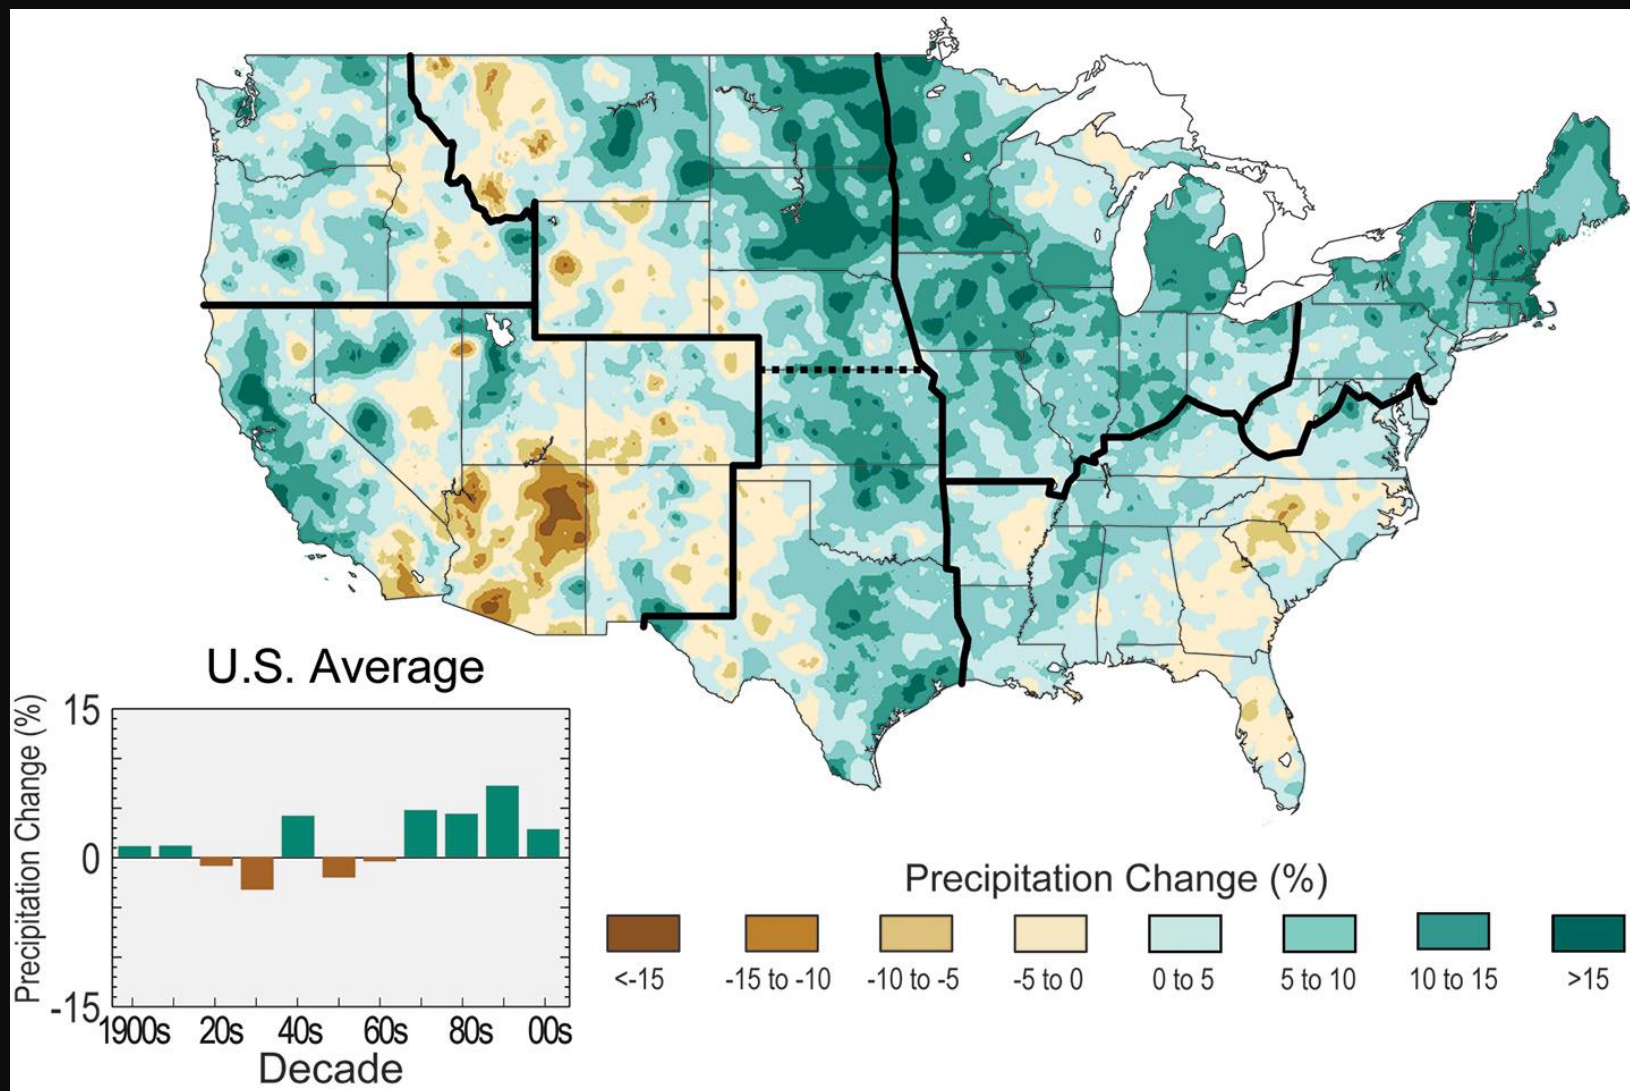 U.S. Average
Precipitation Change (%)
15
0
-15
1900s 20s 40s 60s 80s 00s
Decade
Precipitation Change (%)
<-15 -15 to -10 -10 to -5 -5 to 0 0 to 5 5 to 10 10 to 15 >15